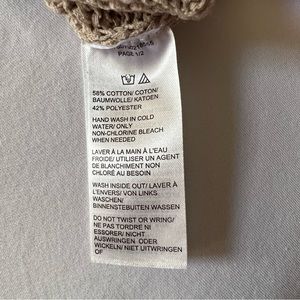 PAGE 1/2
58% COTTON/ COTON/
BAUMWOLLE/ KATOEN
42% POLYESTER
HAND WASH IN COLD
WATER/ ONLY
NON-CHLORINE BLEACH
WHEN NEEDED
LAVER À LA MAIN À L'EAU
FROIDE/ UTILISER UN AGENT
DE BLANCHIMENT NON
CHLORÉ AU BESOIN
WASH INSIDE OUT/ LAVER À
L'ENVERS/ VON LINKS
WASCHEN/
BINNENSTEBUITEN WASSEN
DO NOT TWIST OR WRING/
NE PAS TORDRE NI
ESSORER/ NICHT
AUSWRINGEN ODER
WICKELN/ NIET UITWRINGEN
OF